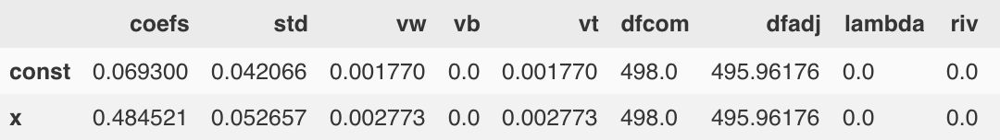 coefs std vw vb vt dfcom dfadj lambda riv
const 0.069300 0.042066 0.001770 0.0 0.001770 498.0 495.96176 0.0 0.0
x 0.484521 0.052657 0.002773 0.0 0.002773 498.0 495.96176 0.0 0.0